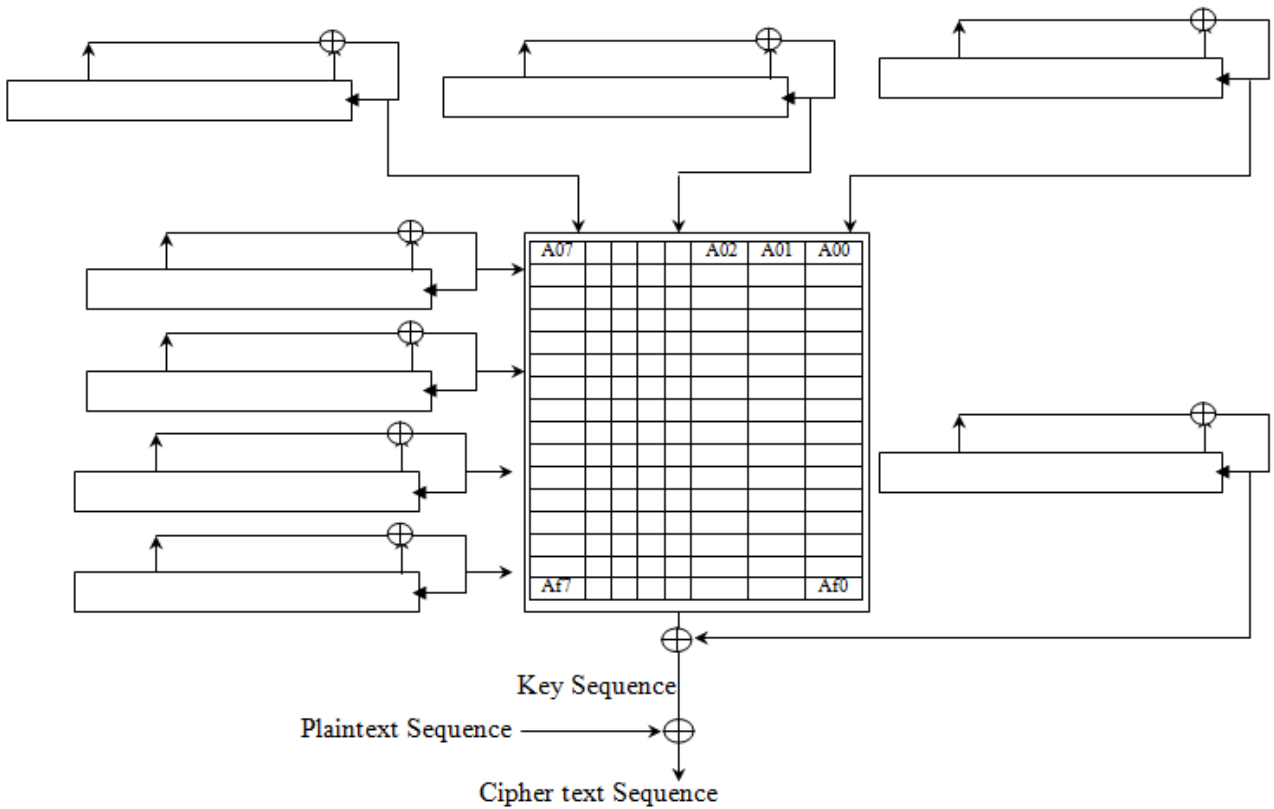 A07 A02 A01 A00
Af7 Af0
Key Sequence
Plaintext Sequence
Cipher text Sequence